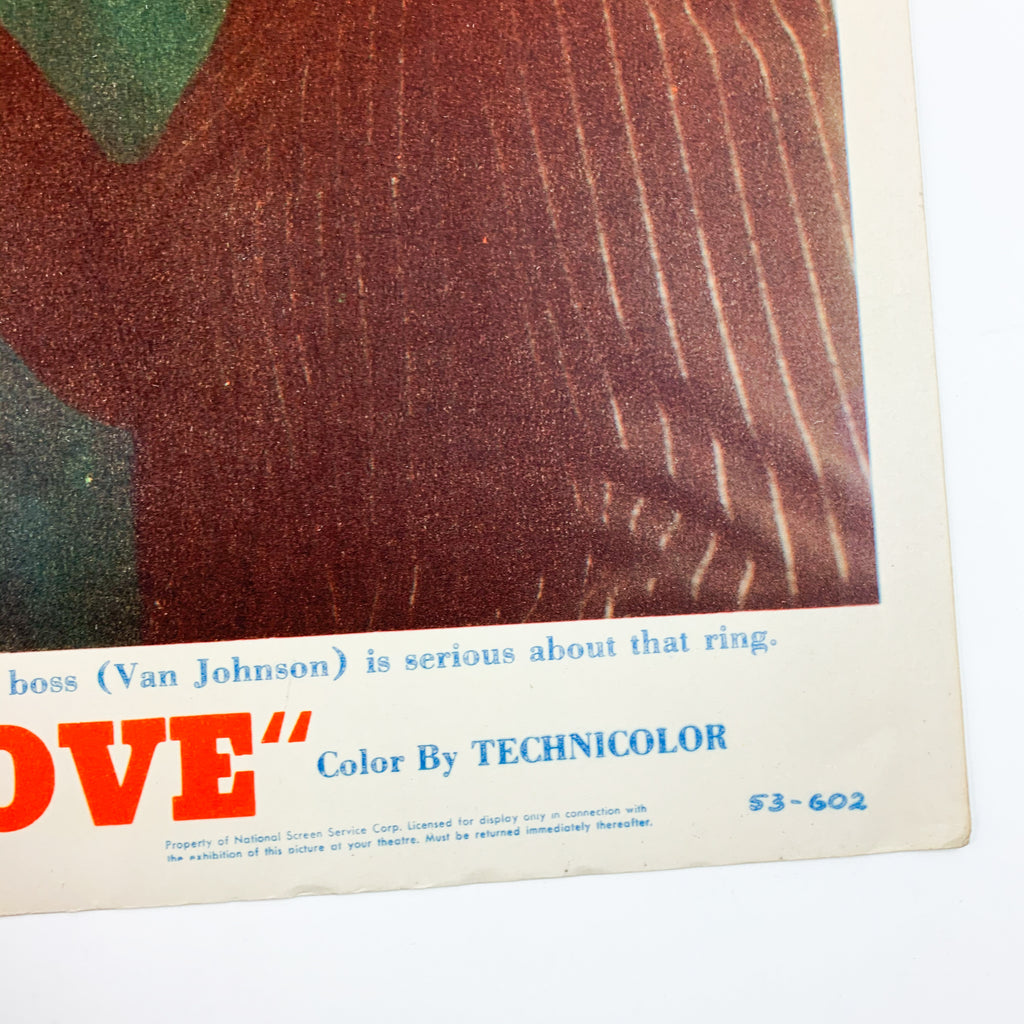 boss (Van Johnson) is serious about that ring.
OVE“
Color By TECHNICOLOR
53-602
Property of National Screen Service Corp. Licensed for display only in connection with
the exhibition of this picture at your theatre. Must be returned immediately thereafter.